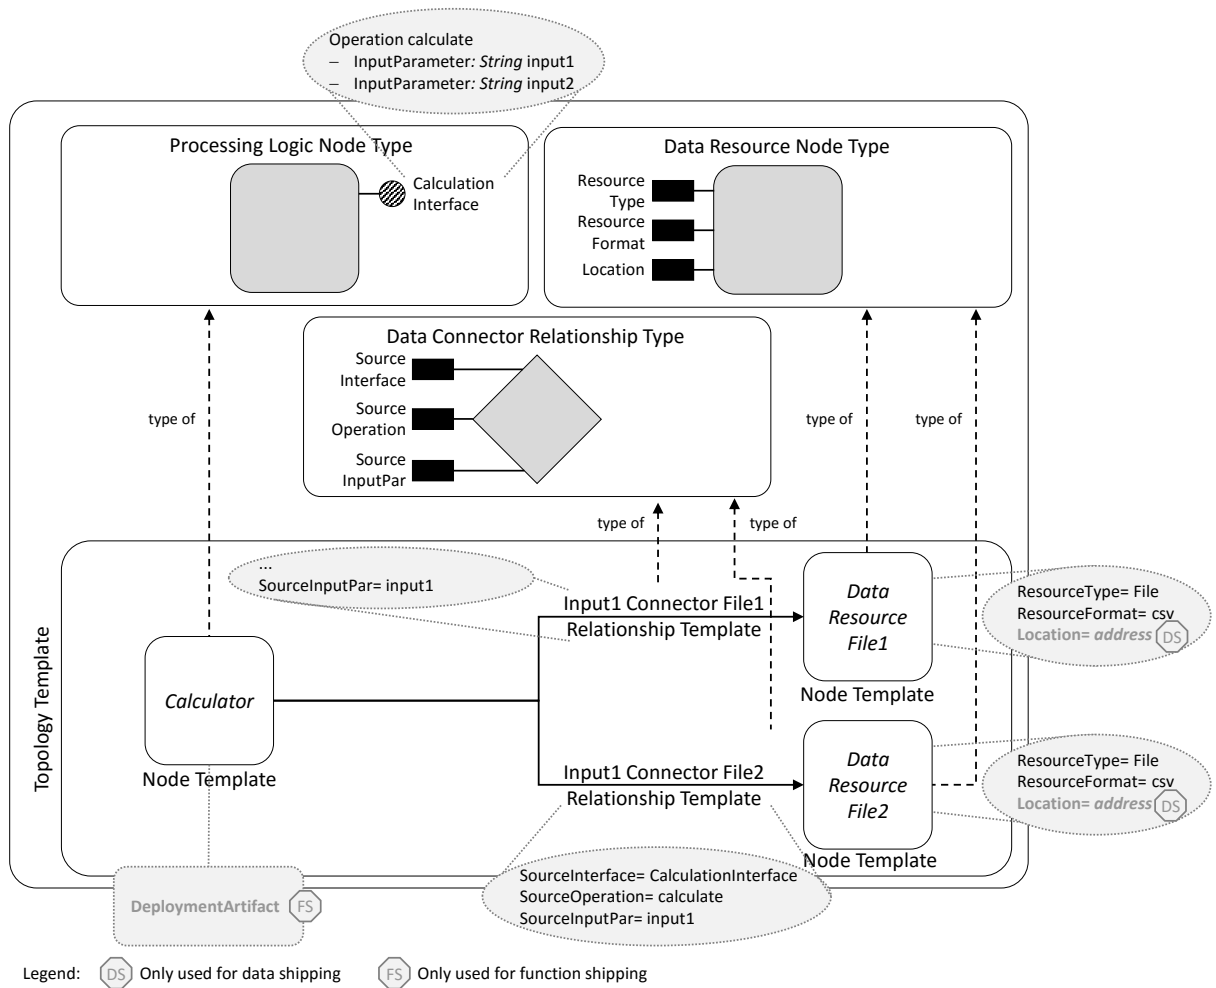 Operation calculate
– InputParameter: String input1
– InputParameter: String input2
Processing Logic Node Type
Calculation
Interface
Data Resource Node Type
Resource
Type
Resource
Format
Location
Data Connector Relationship Type
Source
Interface
Source
Operation
Source
InputPar
type of
type of
type of
type of
type of
Topology Template
...
SourceInputPar= input1
Input1 Connector File1
Relationship Template
Data
Resource
File1
Node Template
ResourceType= File
ResourceFormat= csv
Location= address DS
Calculator
Node Template
Input1 Connector File2
Relationship Template
Data
Resource
File2
Node Template
ResourceType= File
ResourceFormat= csv
Location= address DS
SourceInterface= CalculationInterface
SourceOperation= calculate
SourceInputPar= input1
DeploymentArtifact FS
Legend: DS Only used for data shipping FS Only used for function shipping